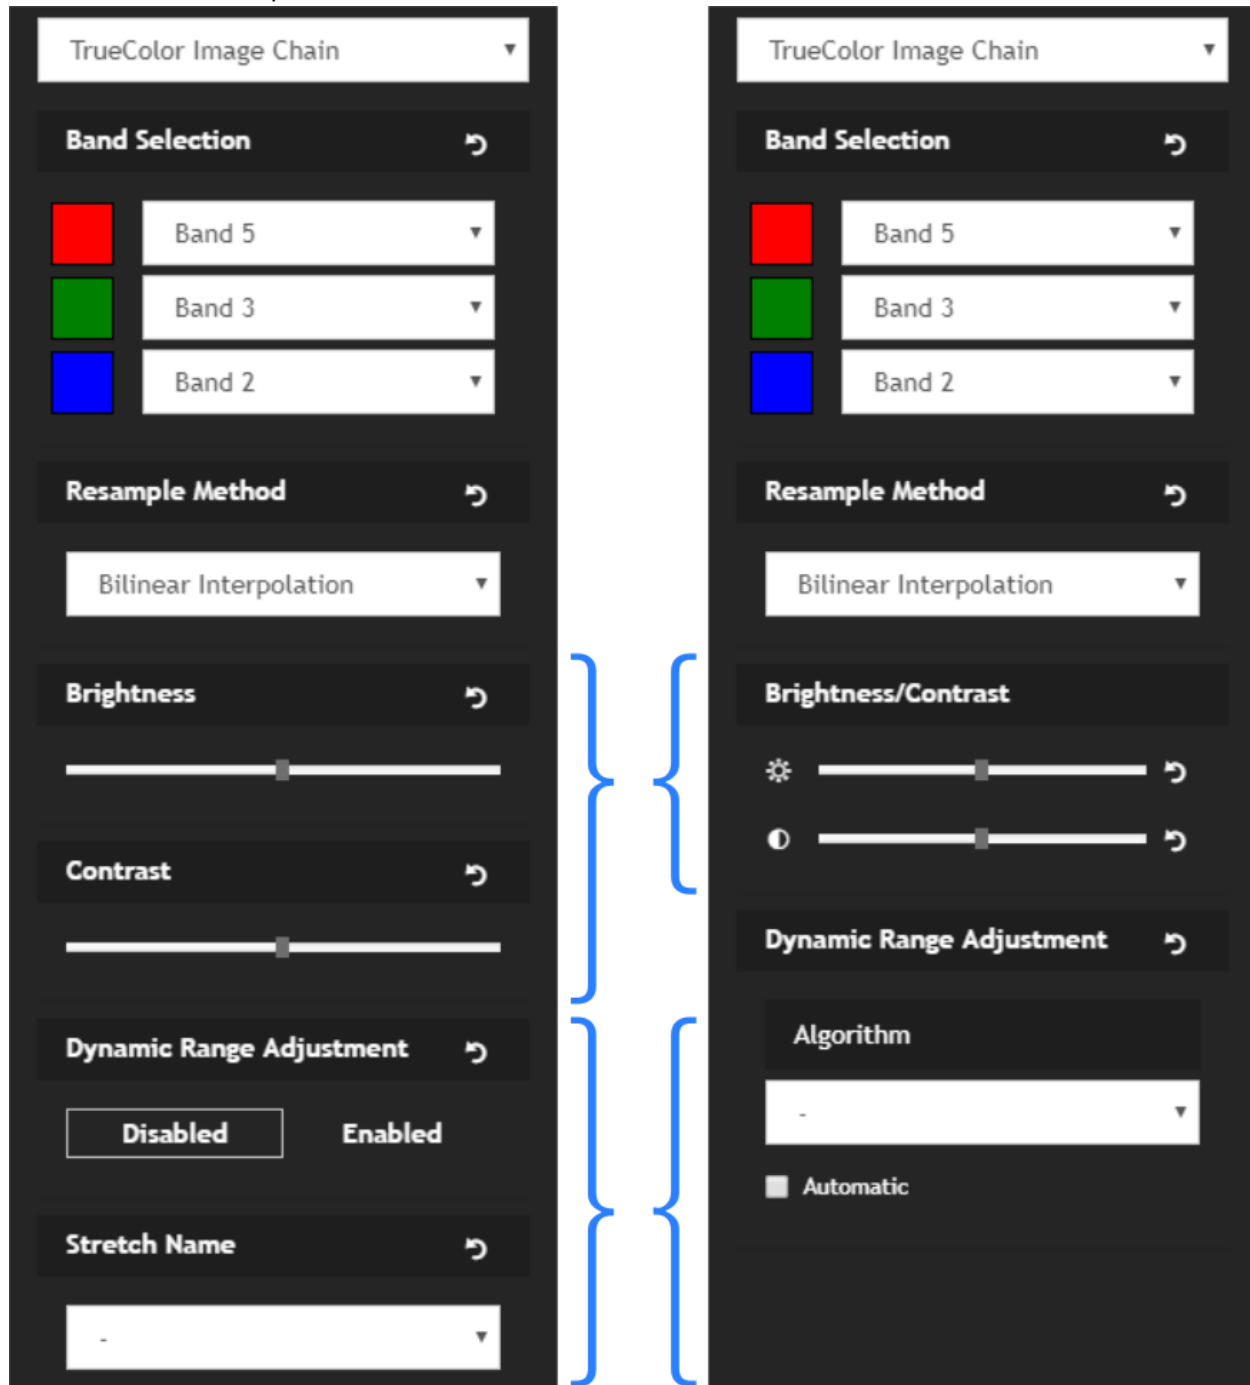 TrueColor Image Chain
Band Selection
Band 5
Band 3
Band 2
Resample Method
Bilinear Interpolation
Brightness
Contrast
Dynamic Range Adjustment
Disabled Enabled
Stretch Name
-
TrueColor Image Chain
Band Selection
Band 5
Band 3
Band 2
Resample Method
Bilinear Interpolation
Brightness/Contrast
Dynamic Range Adjustment
Algorithm
-
Automatic